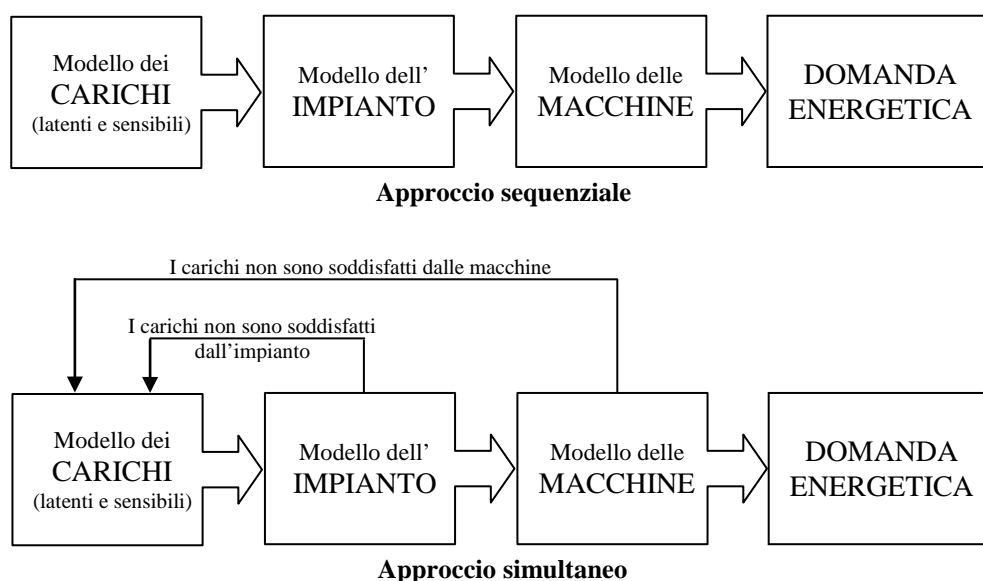 Modello dei
CARICHI
(latenti e sensibili)
Modello dell'
IMPIANTO
Modello delle
MACCHINE
DOMANDA
ENERGETICA
Approccio sequenziale
I carichi non sono soddisfatti dalle macchine
I carichi non sono soddisfatti
dall'impianto
Modello dei
CARICHI
(latenti e sensibili)
Modello dell'
IMPIANTO
Modello delle
MACCHINE
DOMANDA
ENERGETICA
Approccio simultaneo